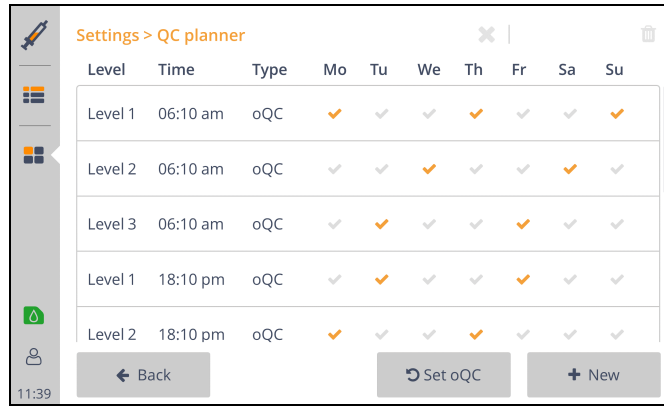 Settings > QC planner
Level Time Type Mo Tu We Th Fr Sa Su
Level 1 06:10 am oQC
Level 2 06:10 am oQC
Level 3 06:10 am oQC
Level 1 18:10 pm oQC
Level 2 18:10 pm oQC
Back Set oQC New
11:39